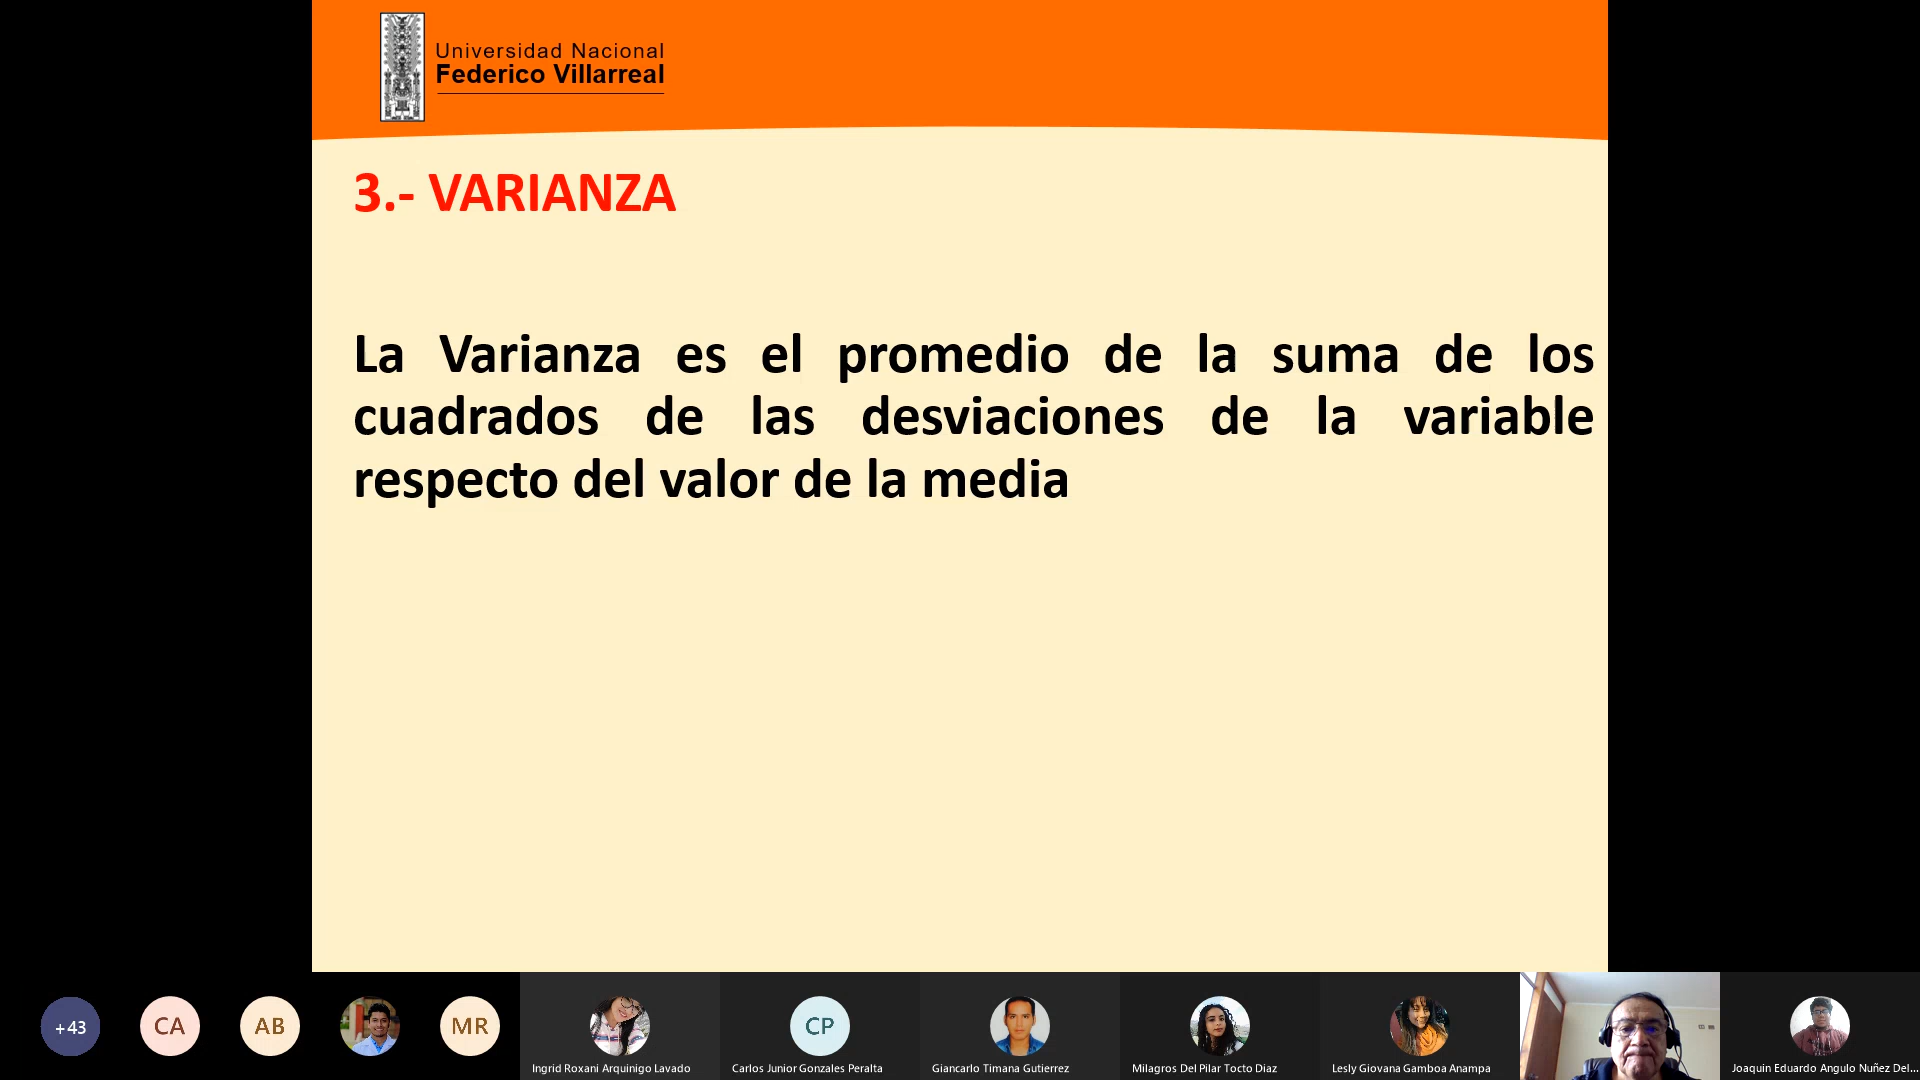 Universidad Nacional
Federico Villarreal
3.- VARIANZA
La Varianza es el promedio de la suma de los
cuadrados de las desviaciones de la variable
respecto del valor de la media
+43
CA
AB
MR
CP
Ingrid Roxani Arquinigo Lavado
Carlos Junior Gonzales Peralta
Giancarlo Timana Gutierrez
Milagros Del Pilar Tocto Diaz
Lesly Giovana Gamboa Anampa
Joaquin Eduardo Angulo Nuñez Del...